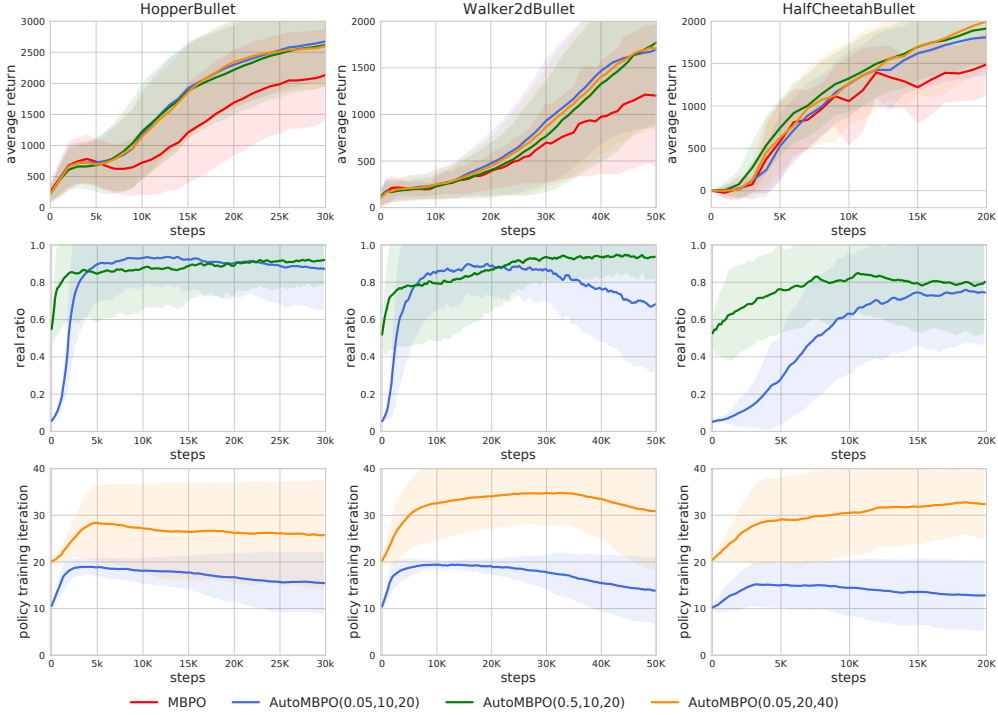 HopperBullet
Walker2dBullet
HalfCheetahBullet
average return
3000
2500
2000
1500
1000
500
0
0
5k
10K
15K
20K
25K
30k
steps
average return
2000
1500
1000
500
0
0
10K
20K
30K
40K
50K
steps
average return
2000
1500
1000
500
0
0
5K
10K
15K
20K
steps
real ratio
1.0
0.8
0.6
0.4
0.2
0.0
0
5k
10K
15K
20K
25K
30k
steps
real ratio
1.0
0.8
0.6
0.4
0.2
0.0
0
10K
20K
30K
40K
50K
steps
real ratio
1.0
0.8
0.6
0.4
0.2
0.0
0
5K
10K
15K
20K
steps
policy training iteration
40
30
20
10
0
0
5k
10K
15K
20K
25K
30k
steps
policy training iteration
40
30
20
10
0
0
10K
20K
30K
40K
50K
steps
policy training iteration
40
30
20
10
0
0
5K
10K
15K
20K
steps
MBPO
AutoMBPO(0.05,10,20)
AutoMBPO(0.5,10,20)
AutoMBPO(0.05,20,40)